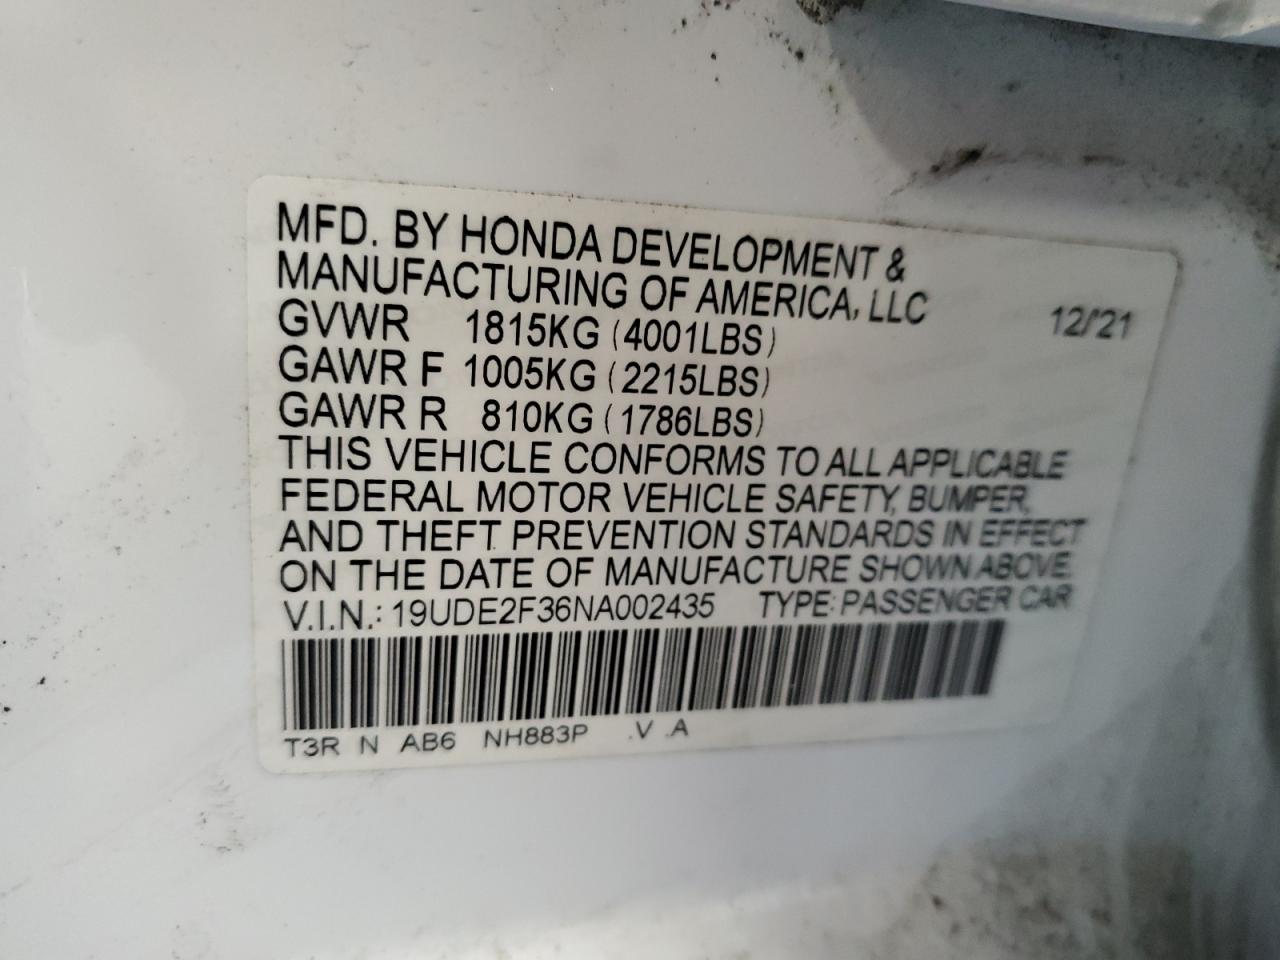 MFD. BY HONDA DEVELOPMENT &
MANUFACTURING OF AMERICA, LLC 12/'21
GVWR 1815KG (4001LBS)
GAWR F 1005KG (2215LBS)
GAWR R 810KG (1786LBS)
THIS VEHICLE CONFORMS TO ALL APPLICABLE
FEDERAL MOTOR VEHICLE SAFETY, BUMPER,
AND THEFT PREVENTION STANDARDS IN EFFECT
ON THE DATE OF MANUFACTURE SHOWN ABOVE.
V.I.N.: 19UDE2F36NA002435 TYPE: PASSENGER CAR
T3R N AB6 NH883P .V .A